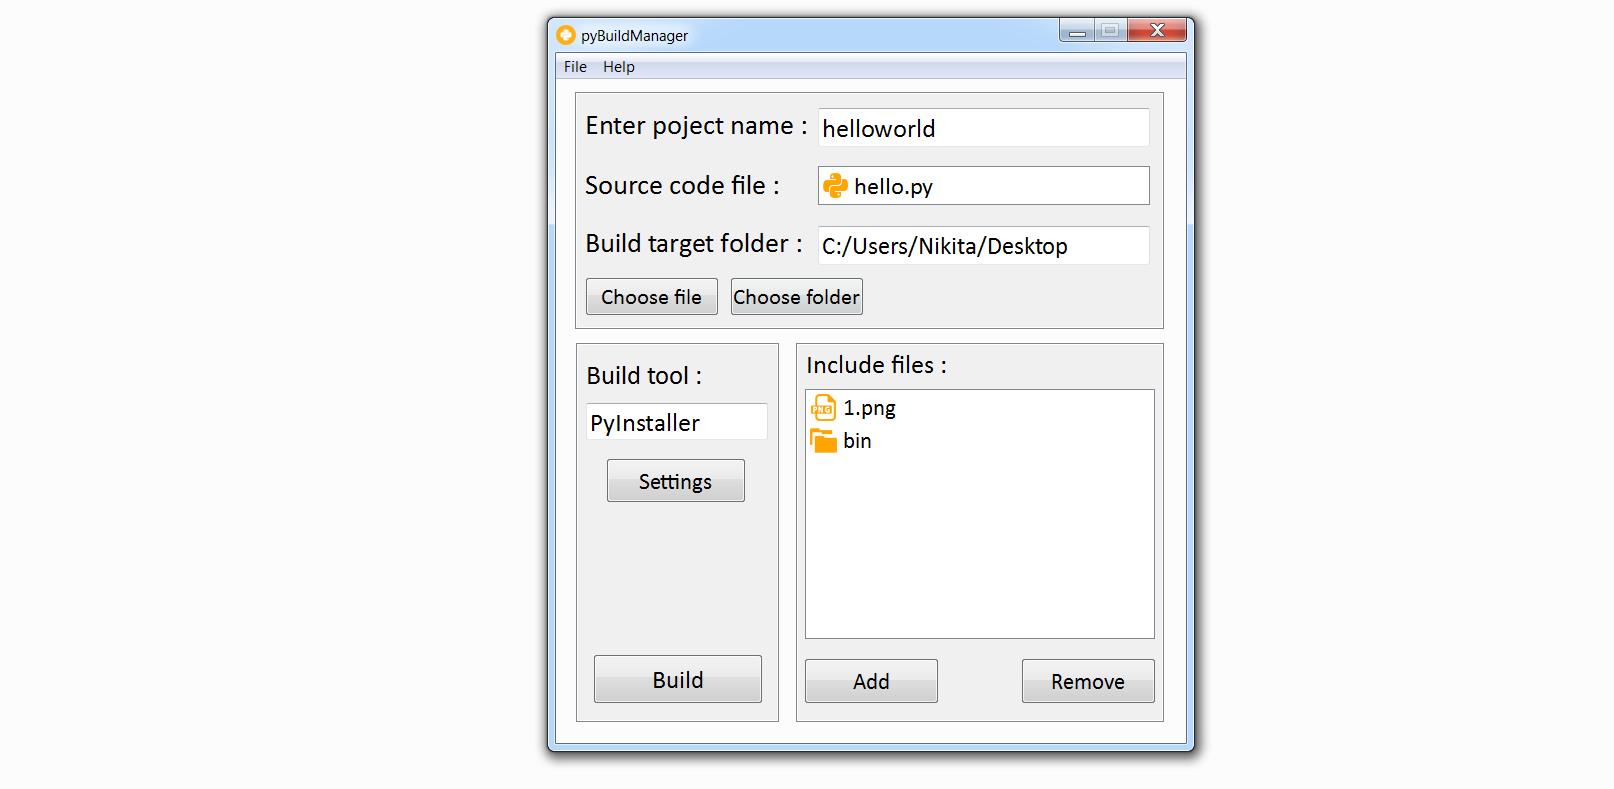 pyBuildManager
File Help
Enter poject name : helloworld
Source code file : hello.py
Build target folder : C:/Users/Nikita/Desktop
Choose file Choose folder
Build tool :
PyInstaller
Settings
Build
Include files :
PNG 1.png
bin
Add Remove